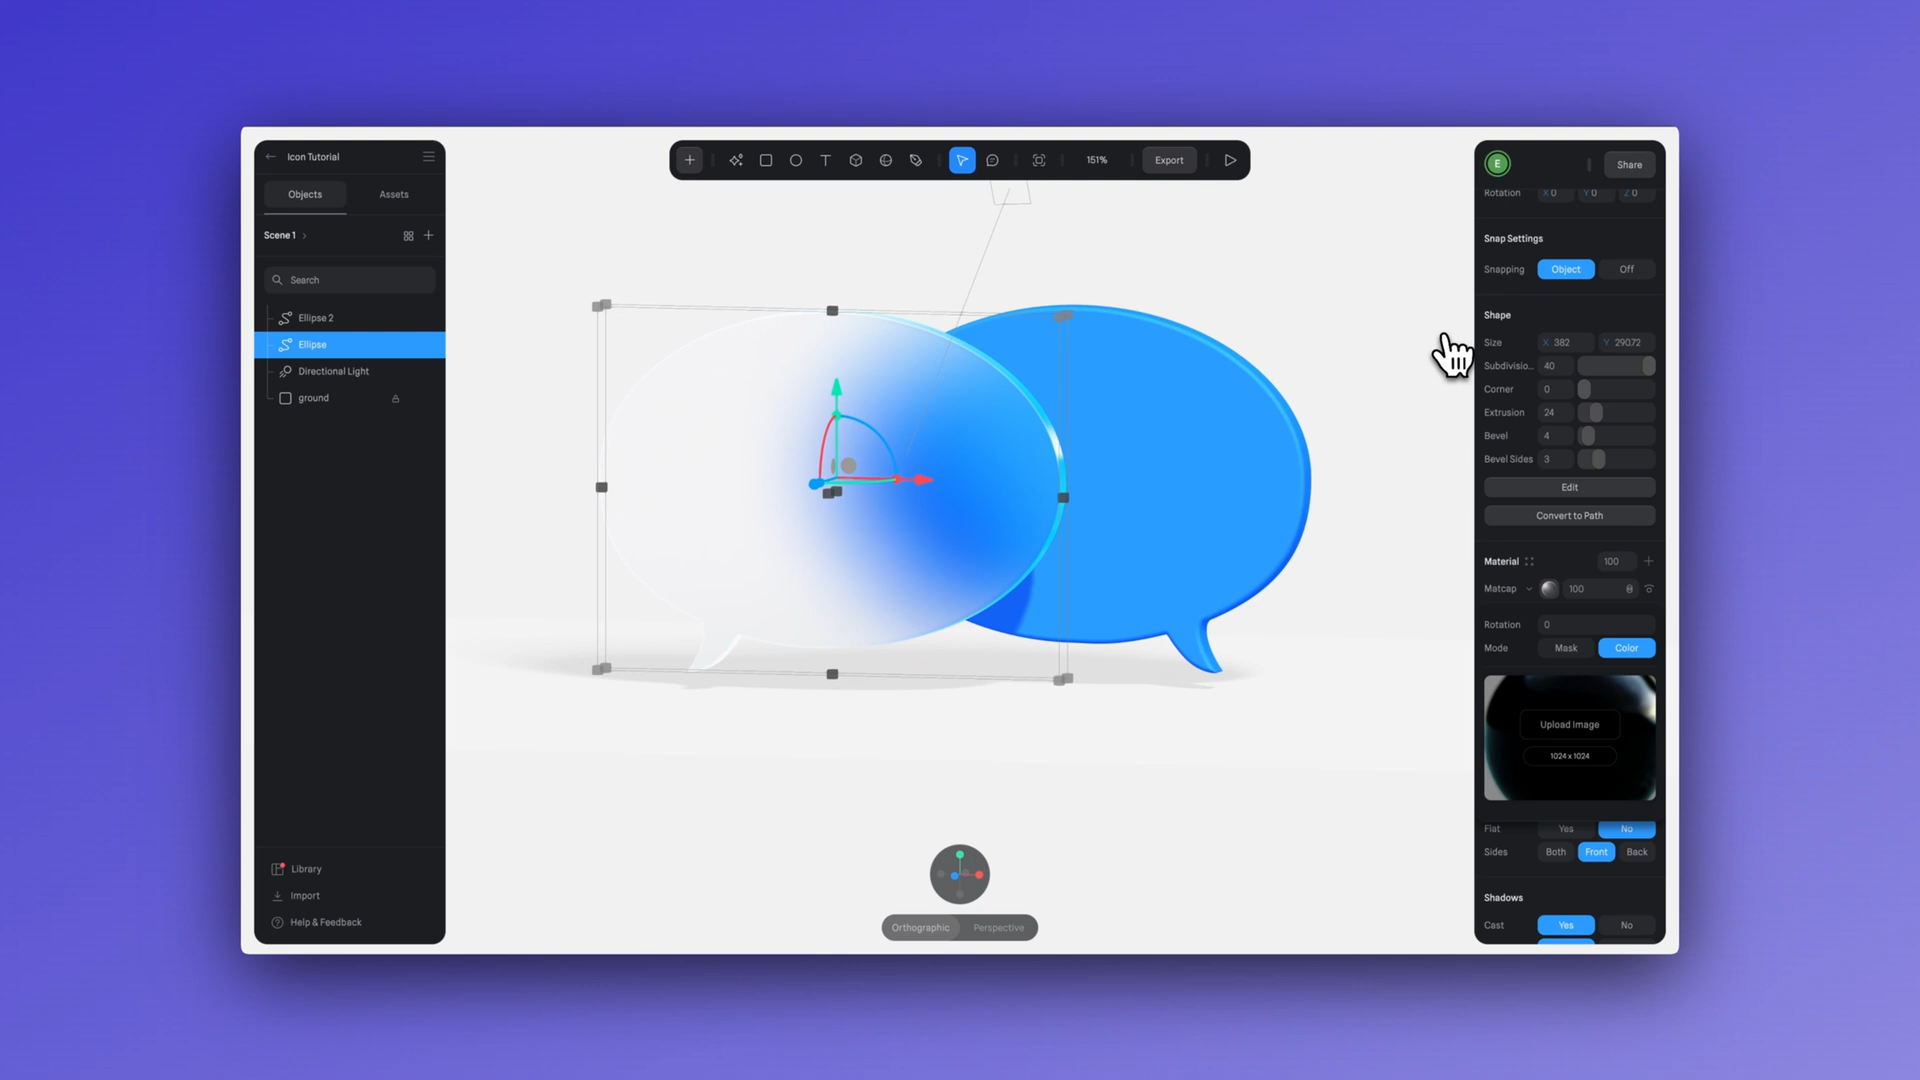 Icon Tutorial
Objects
Assets
Scene 1
Search
Ellipse 2
Ellipse
Directional Light
ground
Library
Import
Help & Feedback
151%
Export
Orthographic
Perspective
E
Share
Rotation X 0 Y 0 Z 0
Snap Settings
Snapping Object Off
Shape
Size X 382 Y 290.72
Subdivisio... 40
Corner 0
Extrusion 24
Bevel 4
Bevel Sides 3
Edit
Convert to Path
Material 100
Matcap 100
Rotation 0
Mode Mask Color
Upload Image
1024 x 1024
Flat Yes No
Sides Both Front Back
Shadows
Cast Yes No